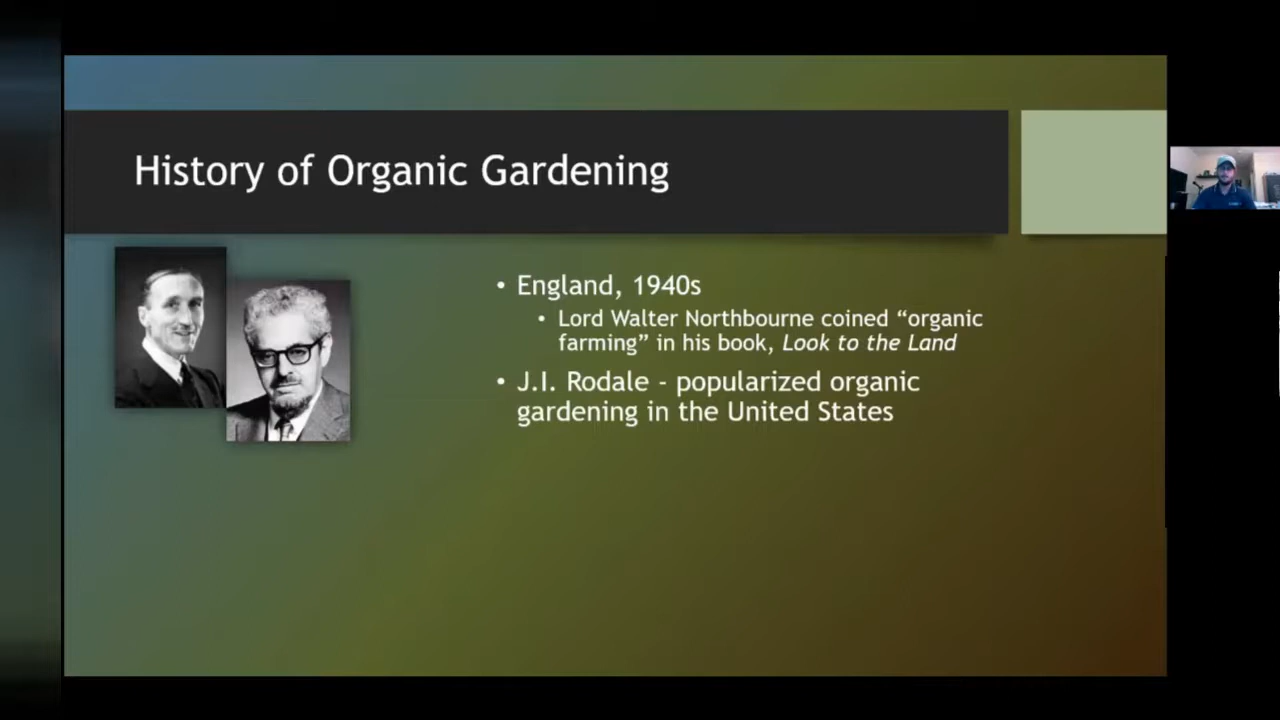 History of Organic Gardening
• England, 1940s
• Lord Walter Northbourne coined “organic
farming” in his book, Look to the Land
• J.I. Rodale - popularized organic
gardening in the United States